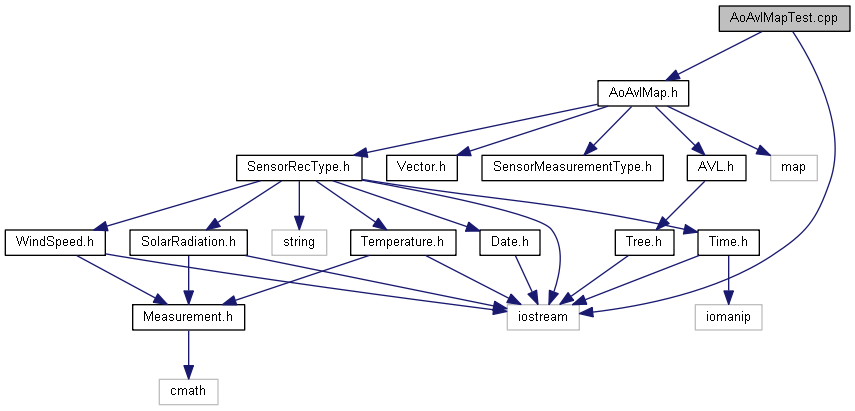 AoAvlMapTest.cpp
AoAvlMap.h
SensorRecType.h
Vector.h
SensorMeasurementType.h
AVL.h
map
WindSpeed.h
SolarRadiation.h
string
Temperature.h
Date.h
Tree.h
Time.h
Measurement.h
iostream
iomanip
cmath